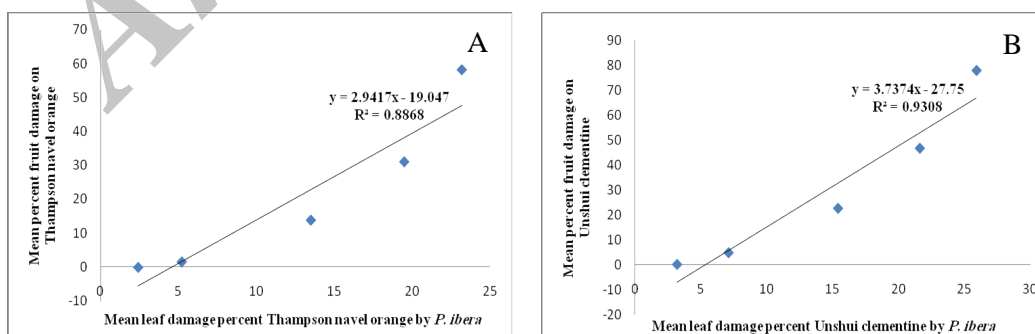 A
Mean percent fruit damage on
Thampson navel orange
70
60
50
40
30
20
10
0
-10
y = 2.9417x - 19.047
R² = 0.8868
0
5
10
15
20
25
Mean leaf damage percent Thampson navel orange by P. ibera
B
Mean percent fruit damage on
Unshui clementine
90
80
70
60
50
40
30
20
10
0
-10
-20
y = 3.7374x - 27.75
R² = 0.9308
0
5
10
15
20
25
30
Mean leaf damage percent Unshui clementine by P. ibera